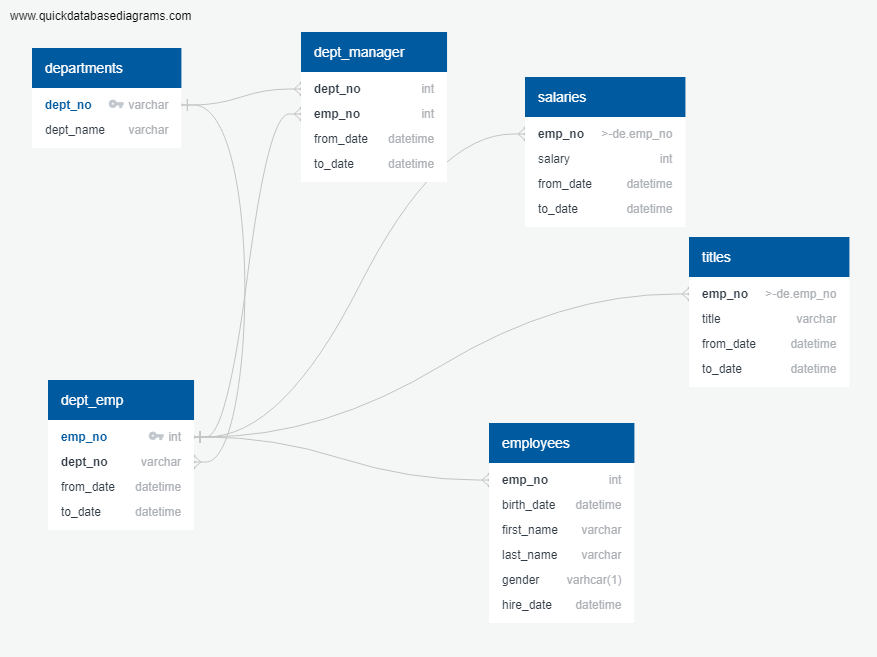 www.quickdatabasediagrams.com
departments
dept_no varchar
dept_name varchar
dept_manager
dept_no int
emp_no int
from_date datetime
to_date datetime
salaries
emp_no >-de.emp_no
salary int
from_date datetime
to_date datetime
titles
emp_no >-de.emp_no
title varchar
from_date datetime
to_date datetime
dept_emp
emp_no int
dept_no varchar
from_date datetime
to_date datetime
employees
emp_no int
birth_date datetime
first_name varchar
last_name varchar
gender varhcar(1)
hire_date datetime